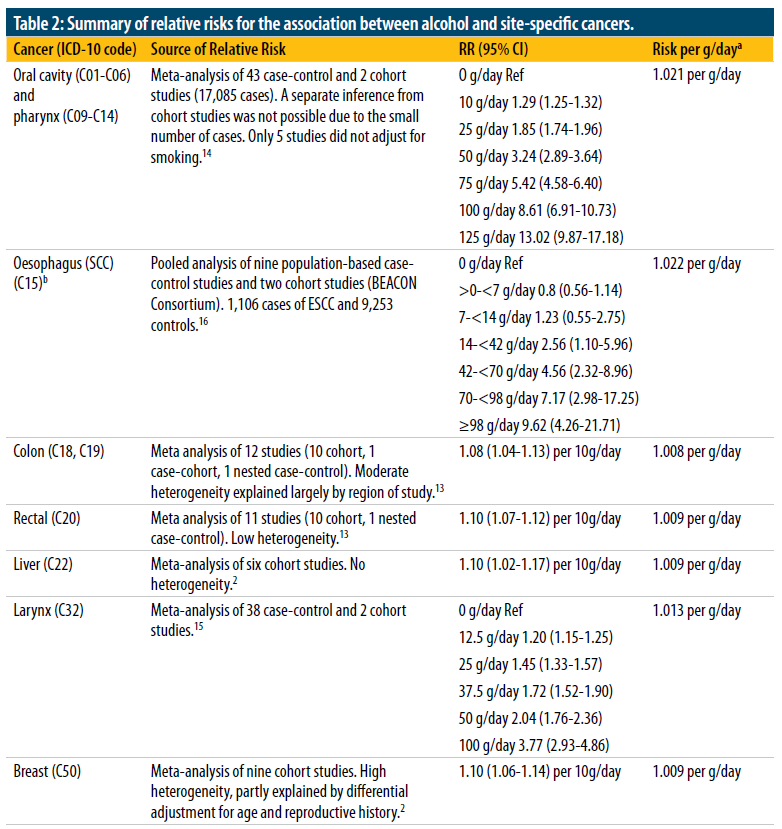 Table 2: Summary of relative risks for the association between alcohol and site-specific cancers.
Cancer (ICD-10 code) Source of Relative Risk RR (95% CI) Risk per g/dayᵃ
Oral cavity (C01-C06) and pharynx (C09-C14)
Meta-analysis of 43 case-control and 2 cohort
studies (17,085 cases). A separate inference from
cohort studies was not possible due to the small
number of cases. Only 5 studies did not adjust for
smoking.¹⁴
0 g/day Ref
10 g/day 1.29 (1.25-1.32)
25 g/day 1.85 (1.74-1.96)
50 g/day 3.24 (2.89-3.64)
75 g/day 5.42 (4.58-6.40)
100 g/day 8.61 (6.91-10.73)
125 g/day 13.02 (9.87-17.18)
1.021 per g/day
Oesophagus (SCC)
(C15)ᵇ
Pooled analysis of nine population-based case-
control studies and two cohort studies (BEACON
Consortium). 1,106 cases of ESCC and 9,253
controls.¹⁶
0 g/day Ref
>0-<7 g/day 0.8 (0.56-1.14)
7-<14 g/day 1.23 (0.55-2.75)
14-<42 g/day 2.56 (1.10-5.96)
42-<70 g/day 4.56 (2.32-8.96)
70-<98 g/day 7.17 (2.98-17.25)
≥98 g/day 9.62 (4.26-21.71)
1.022 per g/day
Colon (C18, C19)
Meta analysis of 12 studies (10 cohort, 1
case-cohort, 1 nested case-control). Moderate
heterogeneity explained largely by region of study.¹³
1.08 (1.04-1.13) per 10g/day
1.008 per g/day
Rectal (C20)
Meta analysis of 11 studies (10 cohort, 1 nested
case-control). Low heterogeneity.¹³
1.10 (1.07-1.12) per 10g/day
1.009 per g/day
Liver (C22)
Meta-analysis of six cohort studies. No
heterogeneity.²
1.10 (1.02-1.17) per 10g/day
1.009 per g/day
Larynx (C32)
Meta-analysis of 38 case-control and 2 cohort
studies.¹⁵
0 g/day Ref
12.5 g/day 1.20 (1.15-1.25)
25 g/day 1.45 (1.33-1.57)
37.5 g/day 1.72 (1.52-1.90)
50 g/day 2.04 (1.76-2.36)
100 g/day 3.77 (2.93-4.86)
1.013 per g/day
Breast (C50)
Meta-analysis of nine cohort studies. High
heterogeneity, partly explained by differential
adjustment for age and reproductive history.²
1.10 (1.06-1.14) per 10g/day
1.009 per g/day